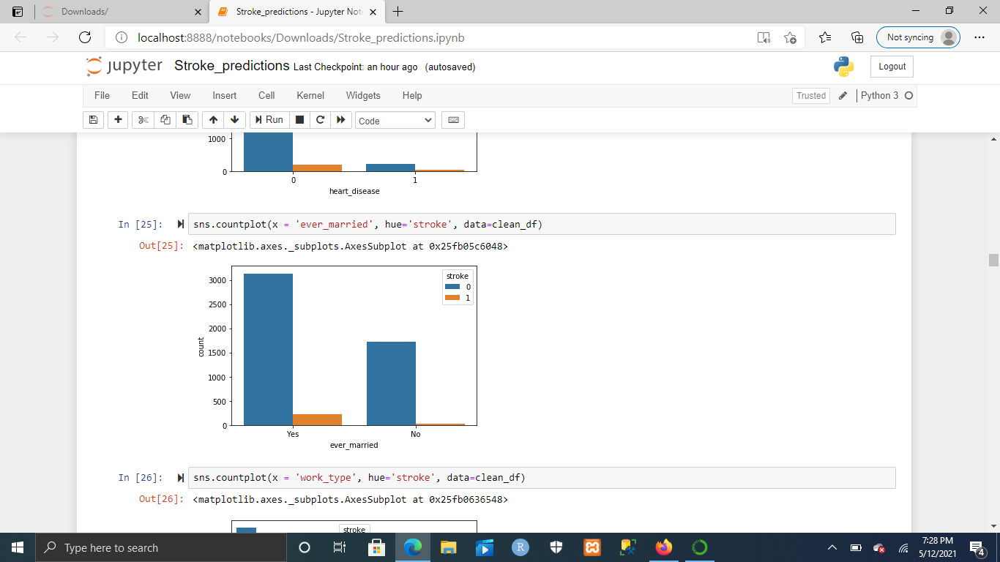 Downloads/
Stroke_predictions - Jupyter Not
localhost:8888/notebooks/Downloads/Stroke_predictions.ipynb
Not syncing
jupyter Stroke_predictions Last Checkpoint: an hour ago (autosaved)
Logout
File Edit View Insert Cell Kernel Widgets Help
Trusted
Python 3
Run
Code
1000
0
0 1
heart_disease
In [25]: sns.countplot(x = 'ever_married', hue='stroke', data=clean_df)
Out[25]: <matplotlib.axes._subplots.AxesSubplot at 0x25fb05c6048>
stroke
0
1
3000
2500
2000
1500
1000
500
0
count
Yes No
ever_married
In [26]: sns.countplot(x = 'work_type', hue='stroke', data=clean_df)
Out[26]: <matplotlib.axes._subplots.AxesSubplot at 0x25fb0636548>
stroke
Type here to search
R
7:28 PM
5/12/2021
4